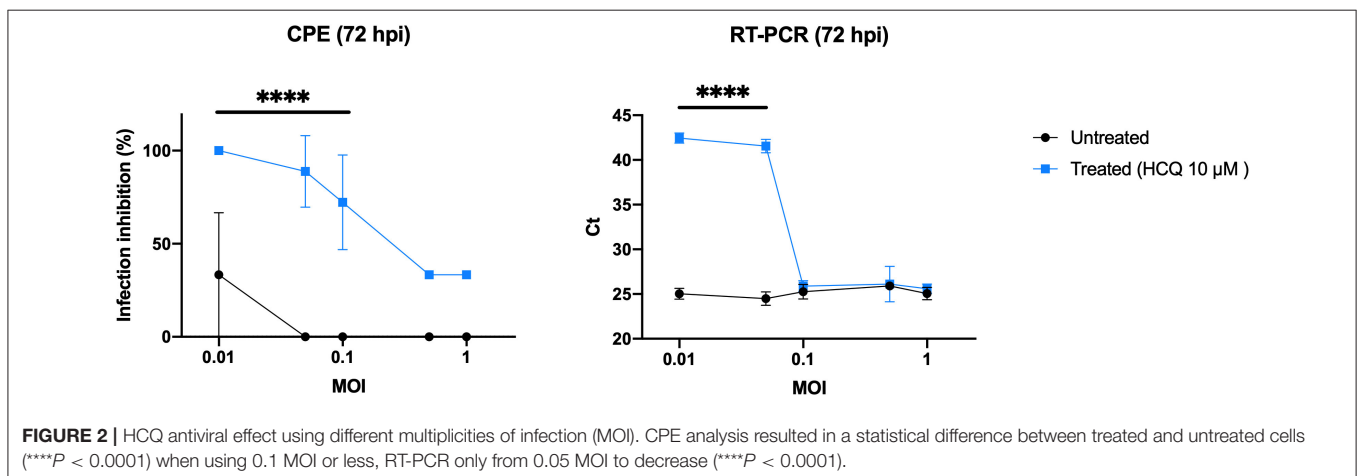 CPE (72 hpi)
****
Infection inhibition (%)
100
50
0
0.01
0.1
1
MOI
RT-PCR (72 hpi)
****
Ct
45
40
35
30
25
20
0.01
0.1
1
MOI
Untreated
Treated (HCQ 10 µM )
FIGURE 2 | HCQ antiviral effect using different multiplicities of infection (MOI). CPE analysis resulted in a statistical difference between treated and untreated cells
(****P < 0.0001) when using 0.1 MOI or less, RT-PCR only from 0.05 MOI to decrease (****P < 0.0001).